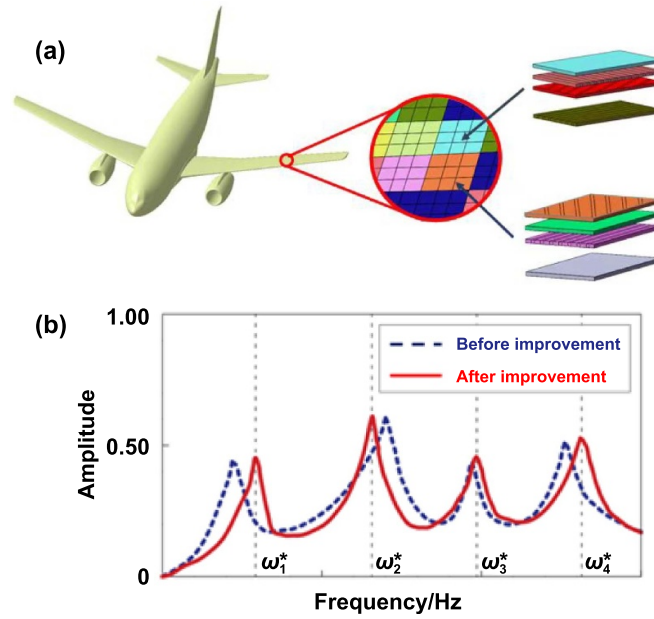 (a)
(b)
1.00
Before improvement
After improvement
Amplitude
0.50
0
ω₁*
ω₂*
ω₃*
ω₄*
Frequency/Hz